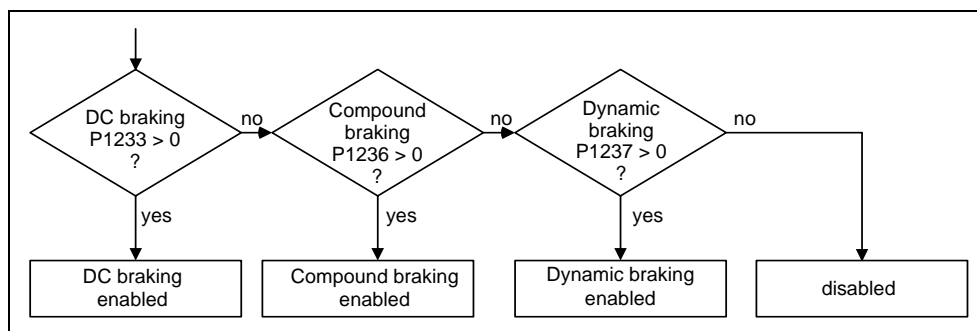 DC braking
P1233 > 0
?
no
Compound
braking
P1236 > 0
?
no
Dynamic
braking
P1237 > 0
?
no
yes
yes
yes
DC braking
enabled
Compound braking
enabled
Dynamic braking
enabled
disabled